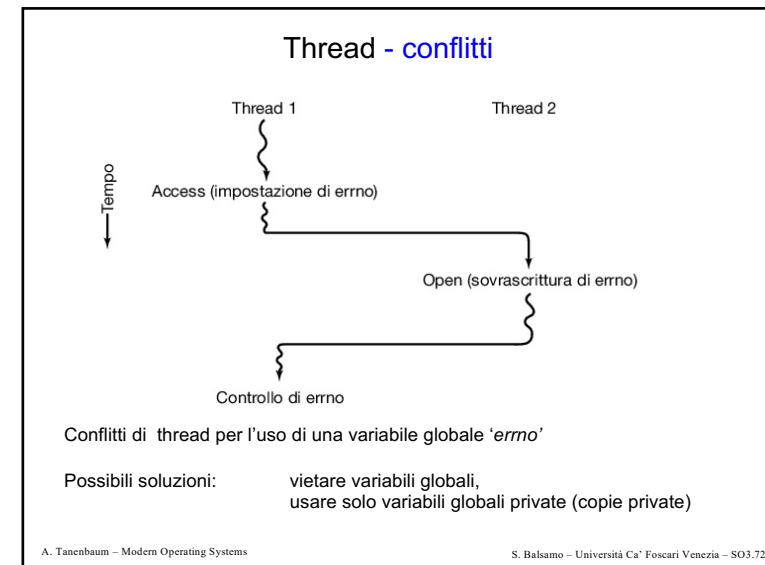 Thread - conflitti
Thread 1
Thread 2
Tempo
Access (impostazione di errno)
Open (sovrascrittura di errno)
Controllo di errno
Conflitti di thread per l'uso di una variabile globale 'errno'
Possibili soluzioni: vietare variabili globali,
usare solo variabili globali private (copie private)
A. Tanenbaum – Modern Operating Systems
S. Balsamo – Università Ca' Foscari Venezia – SO3.72